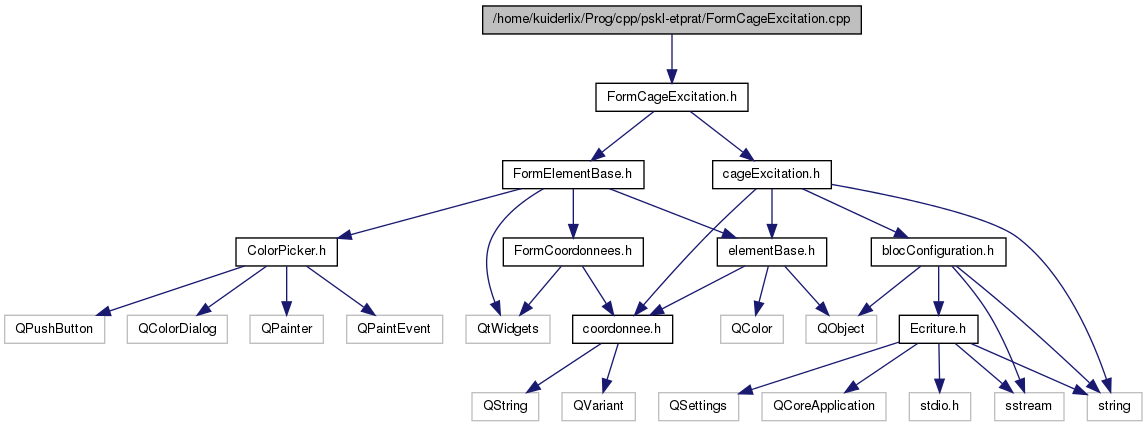 /home/kuiderlix/Prog/cpp/pskl-etprat/FormCageExcitation.cpp
FormCageExcitation.h
FormElementBase.h
cageExcitation.h
ColorPicker.h
FormCoordonnees.h
elementBase.h
blocConfiguration.h
QPushButton
QColorDialog
QPainter
QPaintEvent
QtWidgets
coordonnee.h
QColor
QObject
Ecriture.h
QString
QVariant
QSettings
QCoreApplication
stdio.h
sstream
string